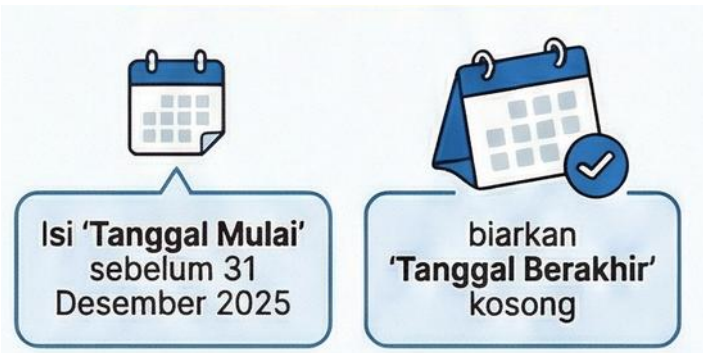 Isi 'Tanggal Mulai'
sebelum 31
Desember 2025
biarkan
'Tanggal Berakhir'
kosong